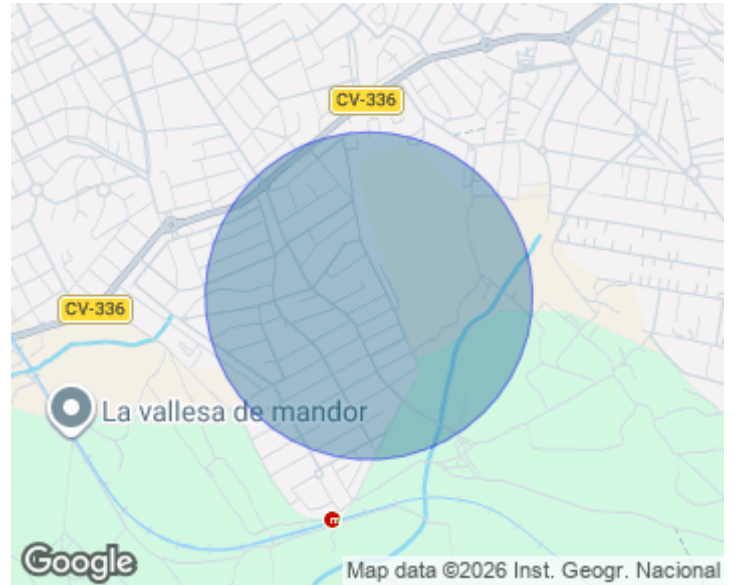 CV-336
CV-336
La vallesa de mandor
m
Google
Map data ©2026 Inst. Geogr. Nacional